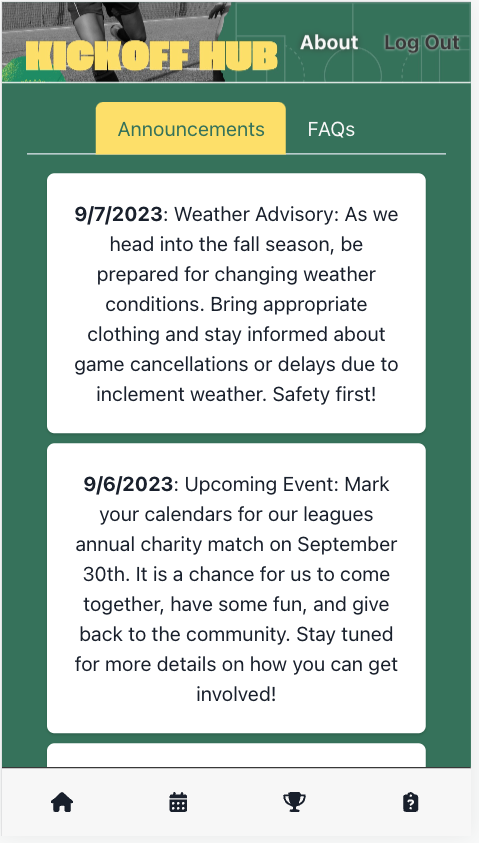 KICKOFF HUB
About
Log Out
Announcements
FAQs
9/7/2023: Weather Advisory: As we
head into the fall season, be
prepared for changing weather
conditions. Bring appropriate
clothing and stay informed about
game cancellations or delays due to
inclement weather. Safety first!
9/6/2023: Upcoming Event: Mark
your calendars for our leagues
annual charity match on September
30th. It is a chance for us to come
together, have some fun, and give
back to the community. Stay tuned
for more details on how you can get
involved!